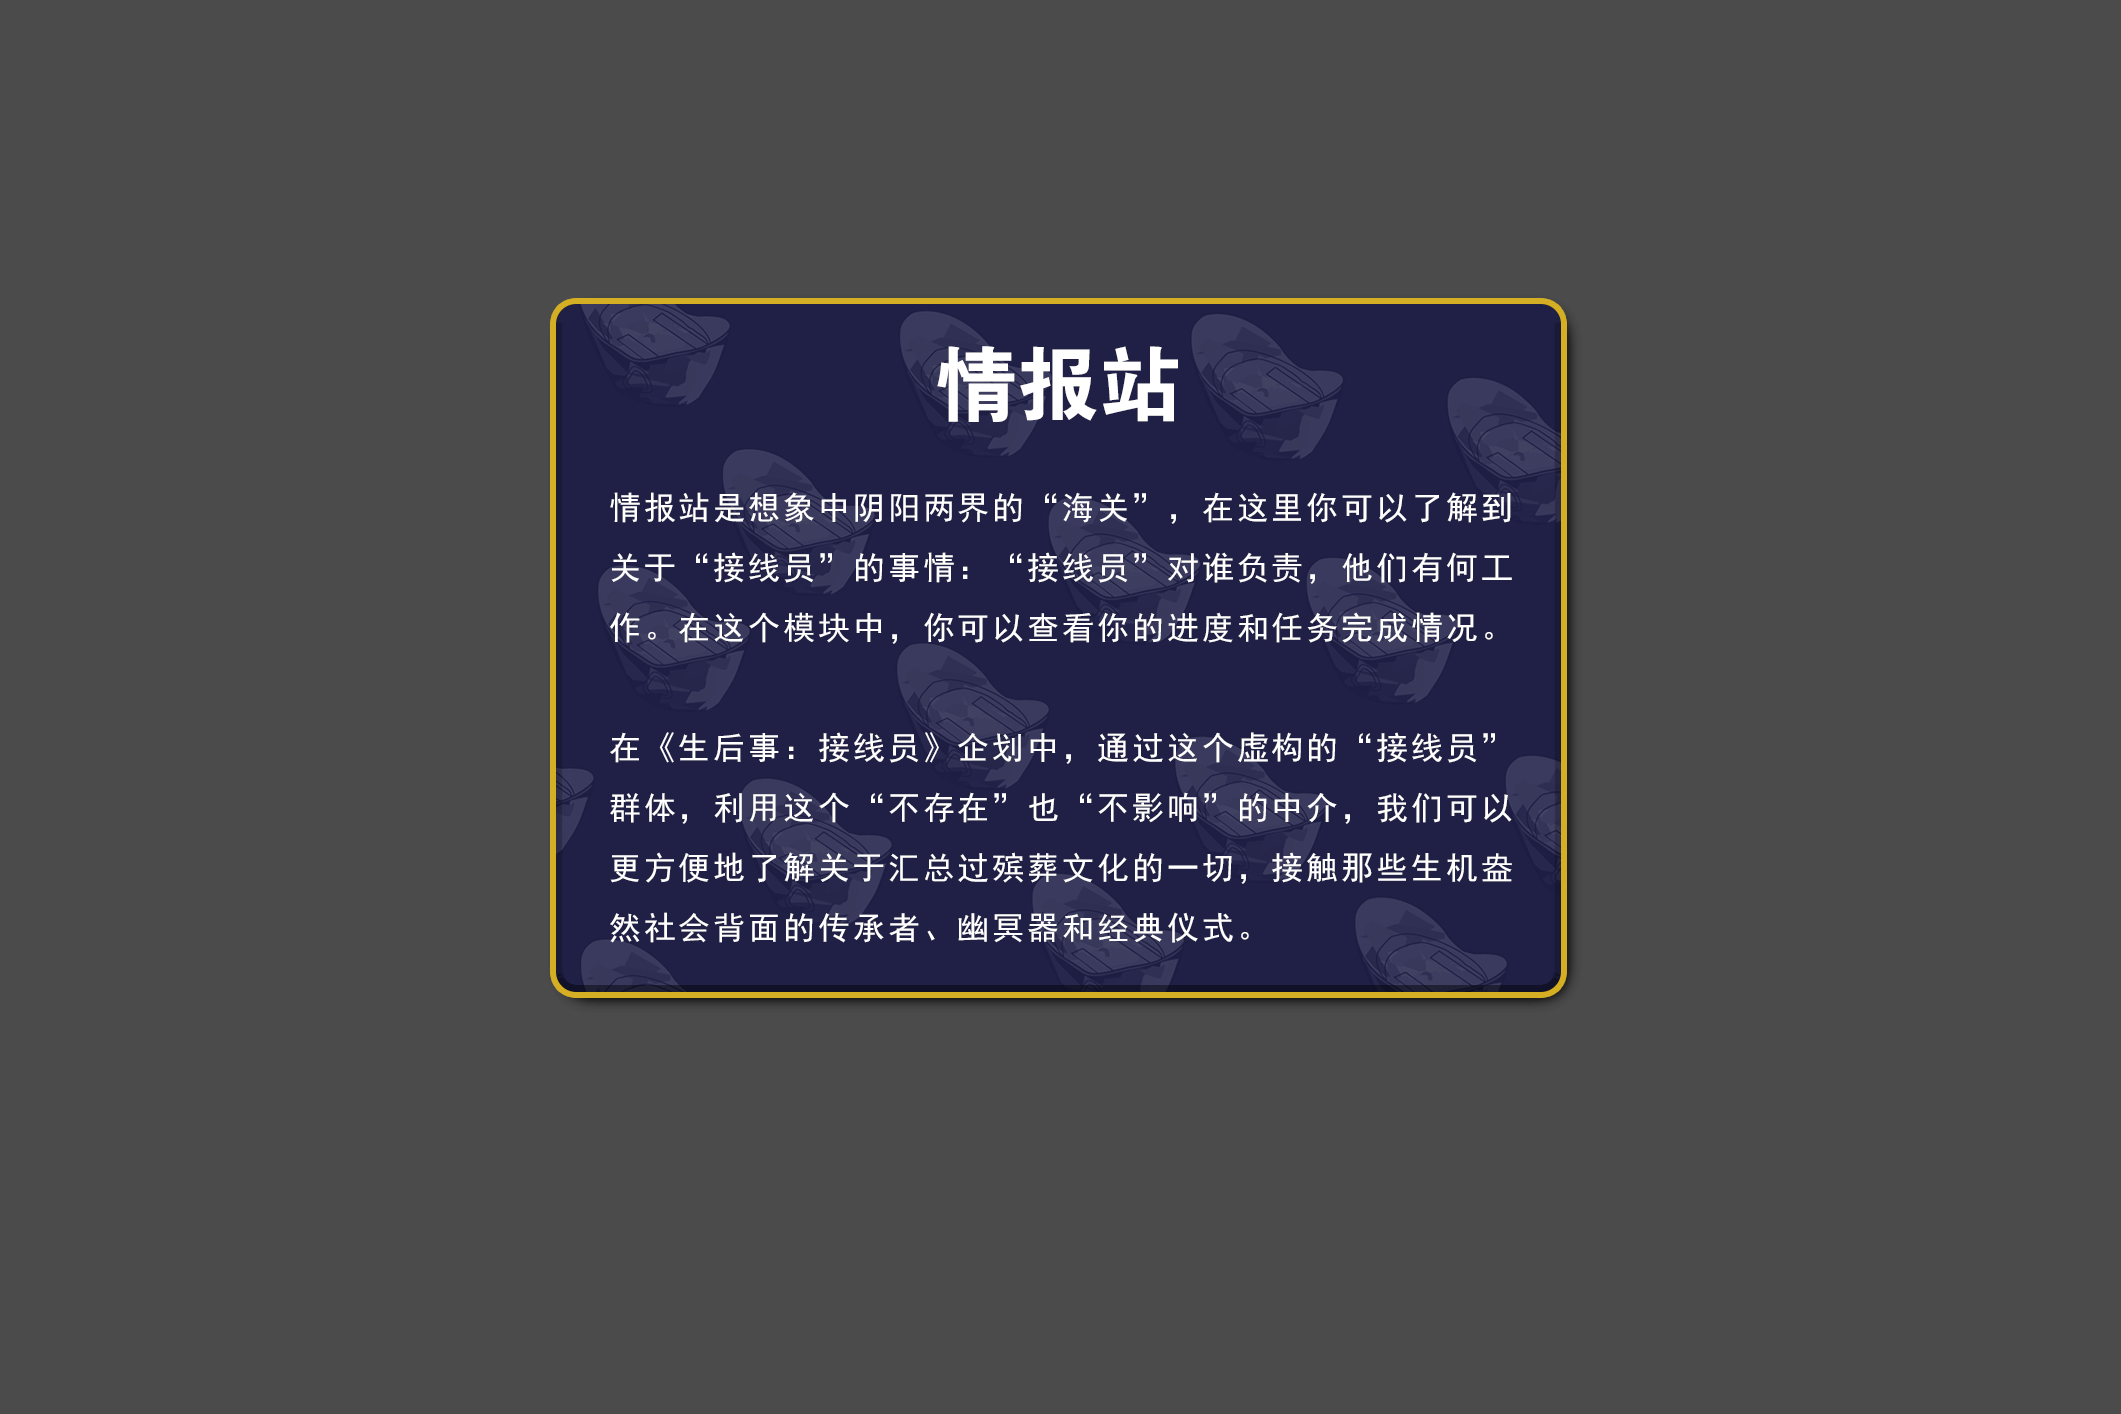 情报站
情报站是想象中阴阳两界的“海关”，在这里你可以了解到
关于“接线员”的事情：“接线员”对谁负责，他们有何工
作。在这个模块中，你可以查看你的进度和任务完成情况。
在《生后事：接线员》企划中，通过这个虚构的“接线员”
群体，利用这个“不存在”也“不影响”的中介，我们可以
更方便地了解关于汇总过殡葬文化的一切，接触那些生机盎
然社会背面的传承者、幽冥器和经典仪式。